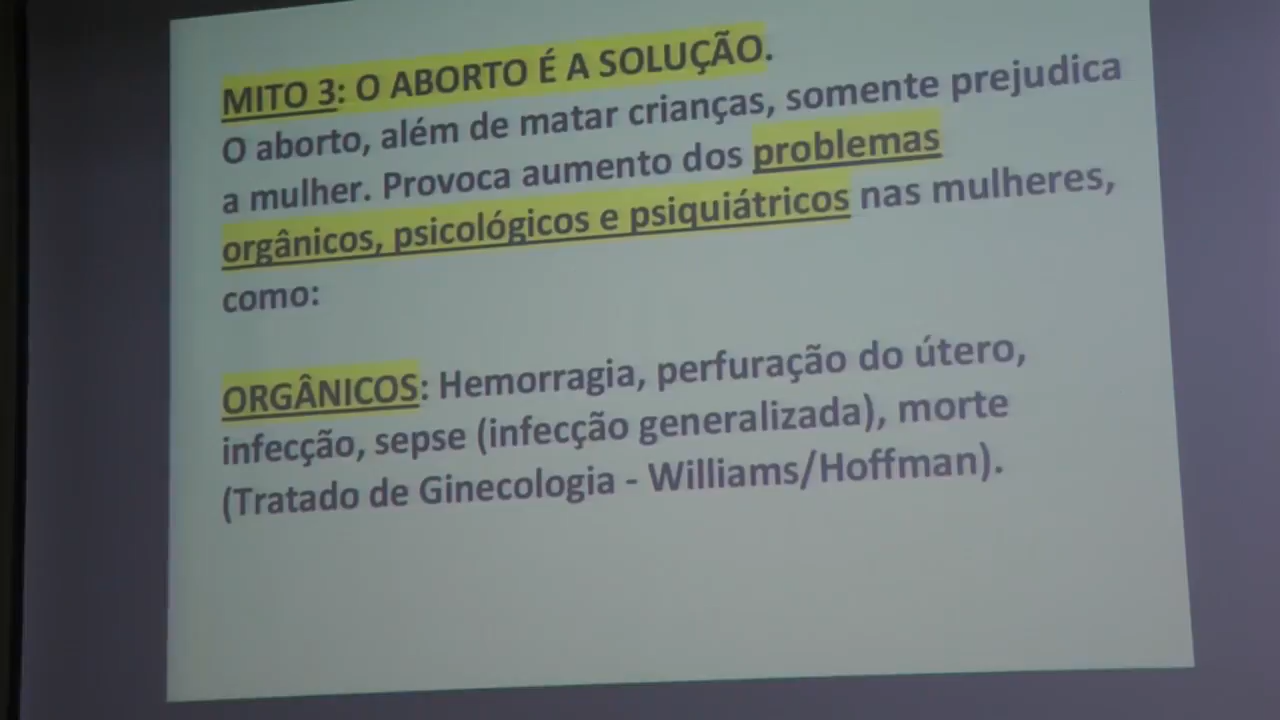 MITO 3: O ABORTO É A SOLUÇÃO.
O aborto, além de matar crianças, somente prejudica
a mulher. Provoca aumento dos problemas
orgânicos, psicológicos e psiquiátricos nas mulheres,
como:
ORGÂNICOS: Hemorragia, perfuração do útero,
infecção, sepse (infecção generalizada), morte
(Tratado de Ginecologia - Williams/Hoffman).